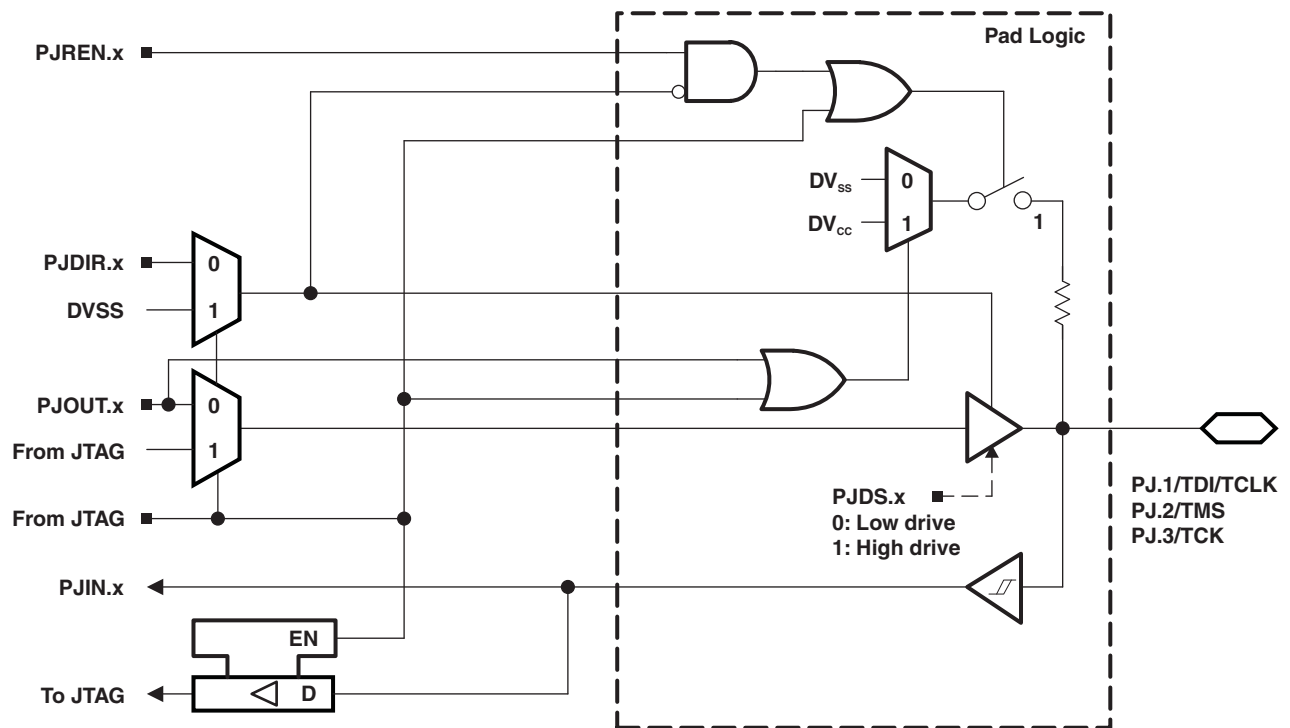 Pad Logic
PJREN.x
DVss
0
DVcc
1
1
PJDIR.x
0
DVSS
1
PJOUT.x
0
From JTAG
1
From JTAG
PJDS.x
0: Low drive
1: High drive
PJ.1/TDI/TCLK
PJ.2/TMS
PJ.3/TCK
PJIN.x
EN
To JTAG
D